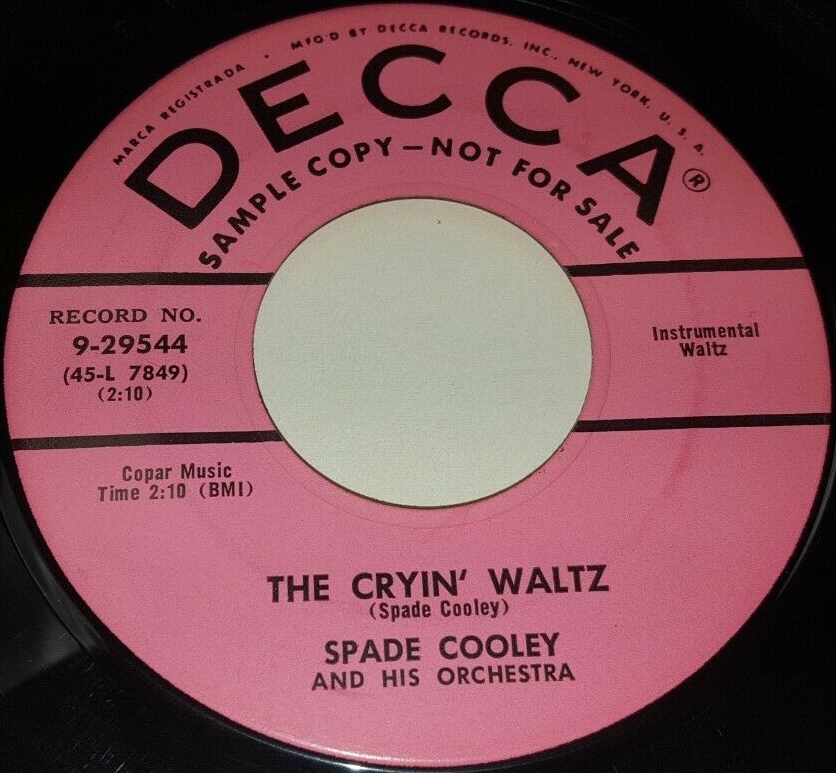 MARCA REGISTRADA • MFG'D BY DECCA RECORDS, INC., NEW YORK, U. S. A.
DECCA®
SAMPLE COPY — NOT FOR SALE
RECORD NO.
9-29544
(45-L 7849)
(2:10)
Instrumental
Waltz
Copar Music
Time 2:10 (BMI)
THE CRYIN' WALTZ
(Spade Cooley)
SPADE COOLEY
AND HIS ORCHESTRA